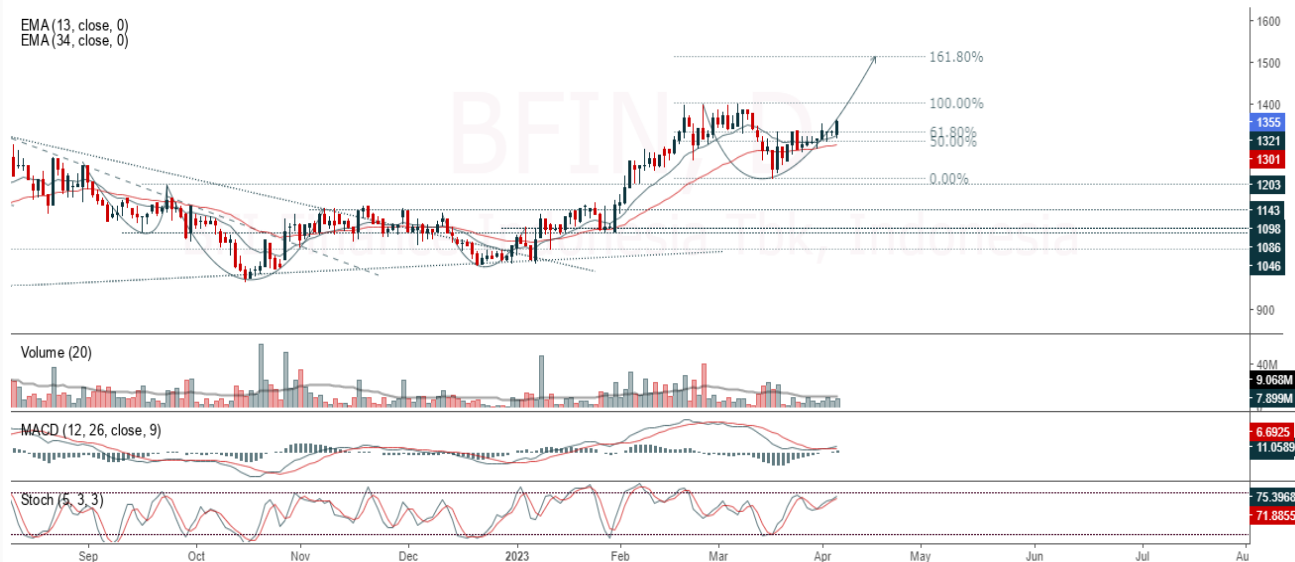 EMA (13, close, 0)
EMA (34, close, 0)
BFIN, D
161.80%
100.00%
61.80%
50.00%
0.00%
1600
1500
1400
1355
1321
1301
1203
1143
1098
1086
1046
900
Volume (20)
40M
9.068M
7.899M
0
MACD (12, 26, close, 9)
6.6925
11.0589
Stoch (5, 3, 3)
75.3968
71.8855
Sep Oct Nov Dec 2023 Feb Mar Apr May Jun Jul Au